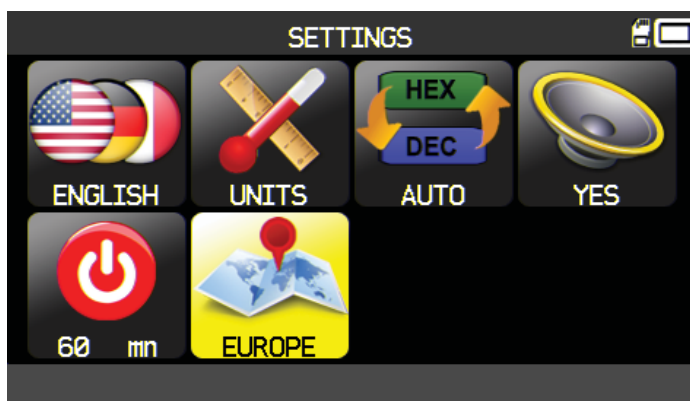 SETTINGS
HEX
DEC
ENGLISH UNITS AUTO YES
60 mn EUROPE